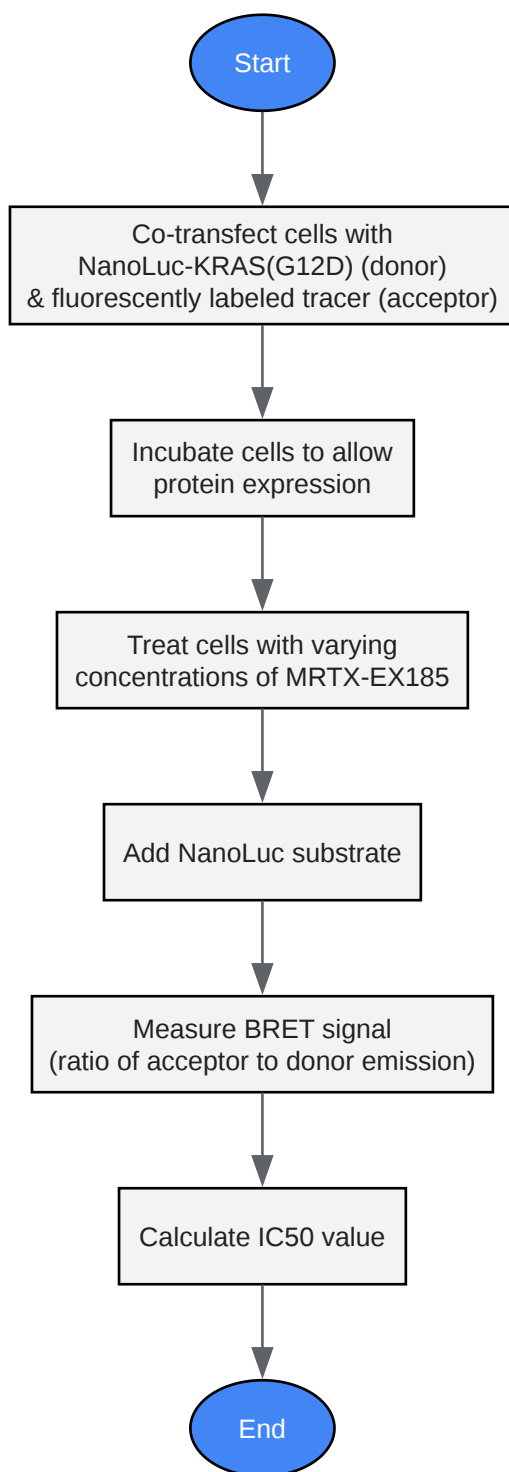 Start
Co-transfect cells with
NanoLuc-KRAS(G12D) (donor)
& fluorescently labeled tracer (acceptor)
Incubate cells to allow
protein expression
Treat cells with varying
concentrations of MRTX-EX185
Add NanoLuc substrate
Measure BRET signal
(ratio of acceptor to donor emission)
Calculate IC50 value
End